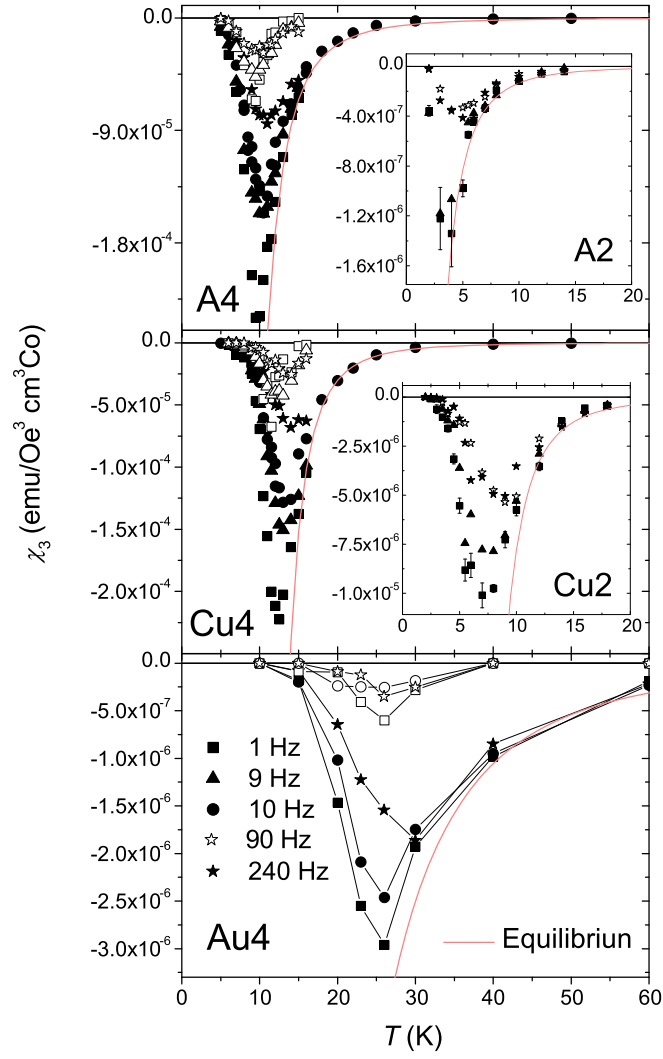 0.0
-9.0x10⁻⁵
-1.8x10⁻⁴
A4
0.0
-4.0x10⁻⁷
-8.0x10⁻⁷
-1.2x10⁻⁶
-1.6x10⁻⁶
A2
0 5 10 15 20
0.0
-5.0x10⁻⁵
-1.0x10⁻⁴
-1.5x10⁻⁴
-2.0x10⁻⁴
Cu4
0.0
-2.5x10⁻⁶
-5.0x10⁻⁶
-7.5x10⁻⁶
-1.0x10⁻⁵
Cu2
0 5 10 15 20
χ₃ (emu/Oe³ cm³Co)
0.0
-5.0x10⁻⁷
-1.0x10⁻⁶
-1.5x10⁻⁶
-2.0x10⁻⁶
-2.5x10⁻⁶
-3.0x10⁻⁶
1 Hz
9 Hz
10 Hz
90 Hz
240 Hz
Au4
Equilibriun
0 10 20 30 40 50 60
T (K)